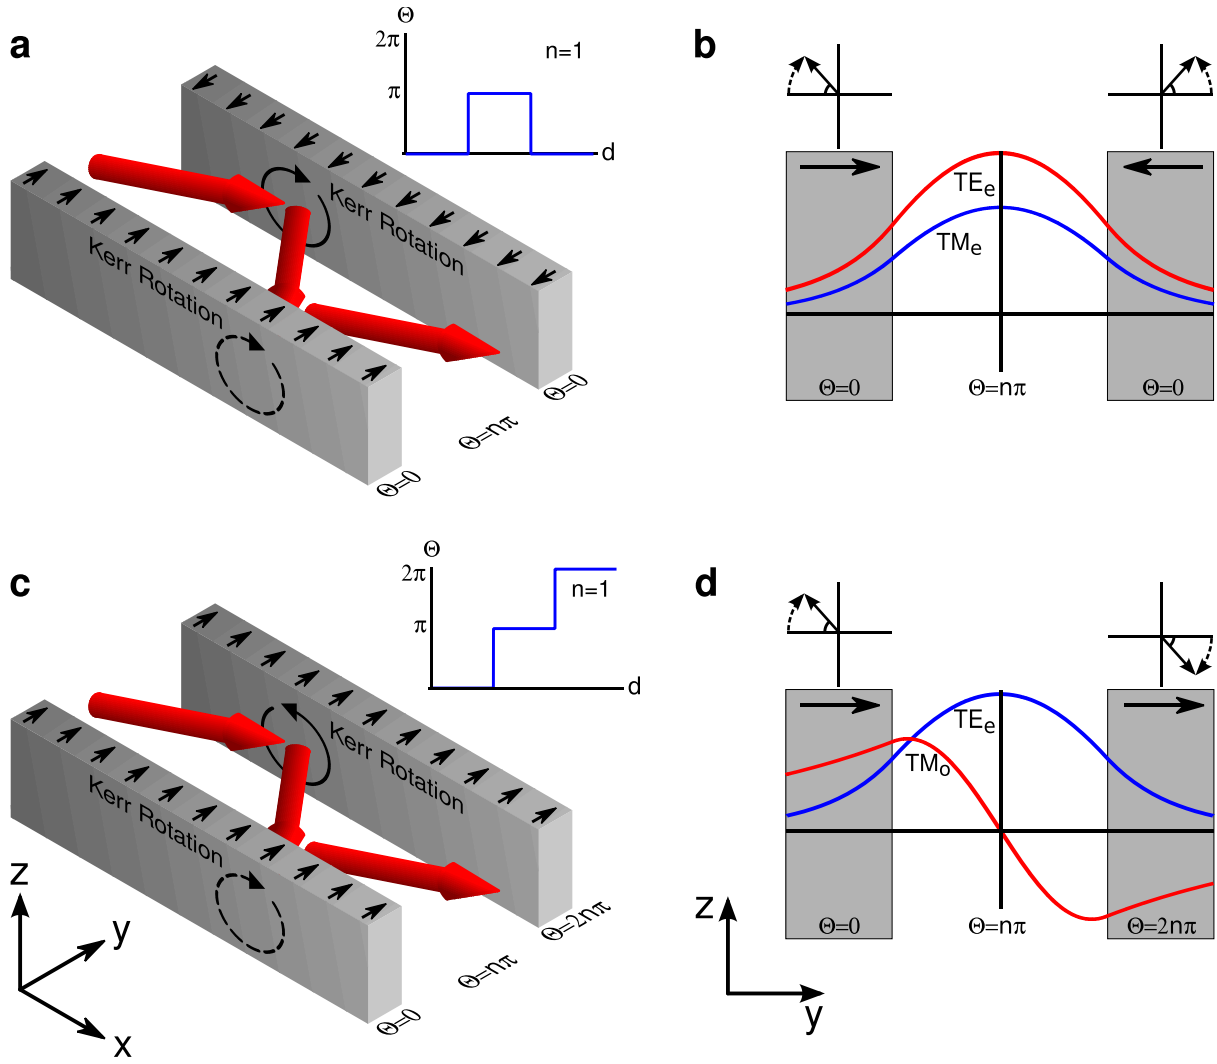 a
Θ
2π
n=1
π
d
Kerr Rotation
Kerr Rotation
Θ=0
Θ=nπ
Θ=0
b
TEe
TMe
Θ=0
Θ=nπ
Θ=0
c
Θ
2π
n=1
π
d
Kerr Rotation
Kerr Rotation
Θ=2nπ
Θ=nπ
Θ=0
z
y
x
d
TEe
TMo
Θ=0
Θ=nπ
Θ=2nπ
z
y